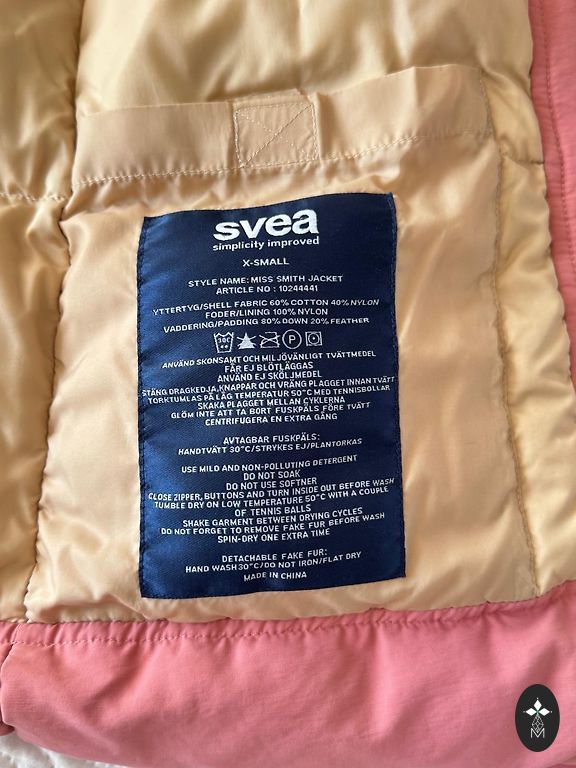 svea
simplicity improved
X-SMALL
STYLE NAME: MISS SMITH JACKET
ARTICLE NO : 10244441
YTTERTYG/SHELL FABRIC 60% COTTON 40% NYLON
FODER/LINING 100% NYLON
VADDERING/PADDING 80% DOWN 20% FEATHER
30C
P
ANVÄND SKONSAMT OCH MILJÖVÄNLIGT TVÄTTMEDEL
FÅR EJ BLÖTLÄGGAS
ANVÄND EJ SKÖLJMEDEL
STÄNG DRAGKEDJA, KNAPPAR OCH VRÄNG PLAGGET INNAN TVÄTT
TORKTUMLAS PÅ LÅG TEMPERATUR 50°C MED TENNISBOLLAR
SKAKA PLAGGET MELLAN CYKLERNA
GLÖM INTE ATT TA BORT FUSKPÄLS FÖRE TVÄTT
CENTRIFUGERA EN EXTRA GÅNG
AVTAGBAR FUSKPÄLS:
HANDTVÄTT 30°C/STRYKES EJ/PLANTORKAS
USE MILD AND NON-POLLUTING DETERGENT
DO NOT SOAK
DO NOT USE SOFTNER
CLOSE ZIPPER, BUTTONS AND TURN INSIDE OUT BEFORE WASH
TUMBLE DRY ON LOW TEMPERATURE 50°C WITH A COUPLE
OF TENNIS BALLS
SHAKE GARMENT BETWEEN DRYING CYCLES
DO NOT FORGET TO REMOVE FAKE FUR BEFORE WASH
SPIN-DRY ONE EXTRA TIME
DETACHABLE FAKE FUR:
HAND WASH 30°C/DO NOT IRON/FLAT DRY
MADE IN CHINA
M